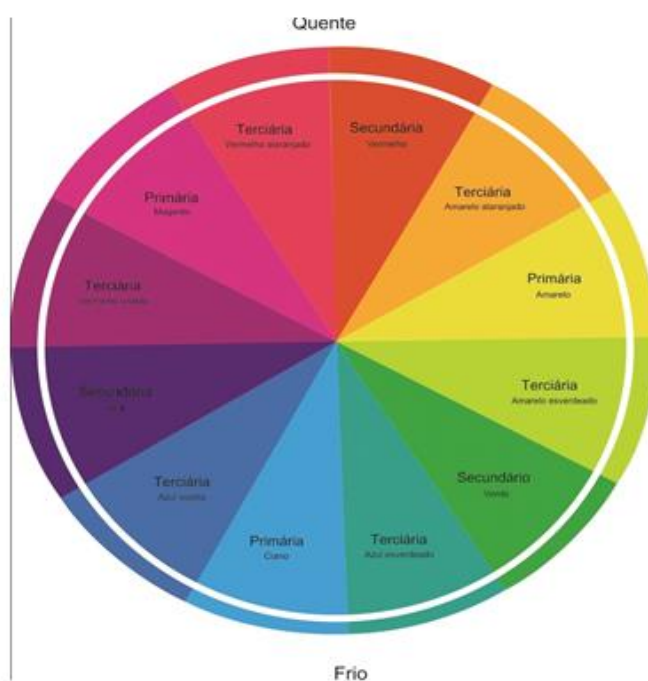 Quente
Terciária
Vermelho alaranjado
Secundária
Vermelho
Terciária
Amarelo alaranjado
Primária
Amarelo
Terciária
Amarelo esverdeado
Secundário
Verde
Terciária
Azul esverdeado
Primária
Ciano
Terciária
Azul
Secundária
Terciária
Primária
Magenta
Frio